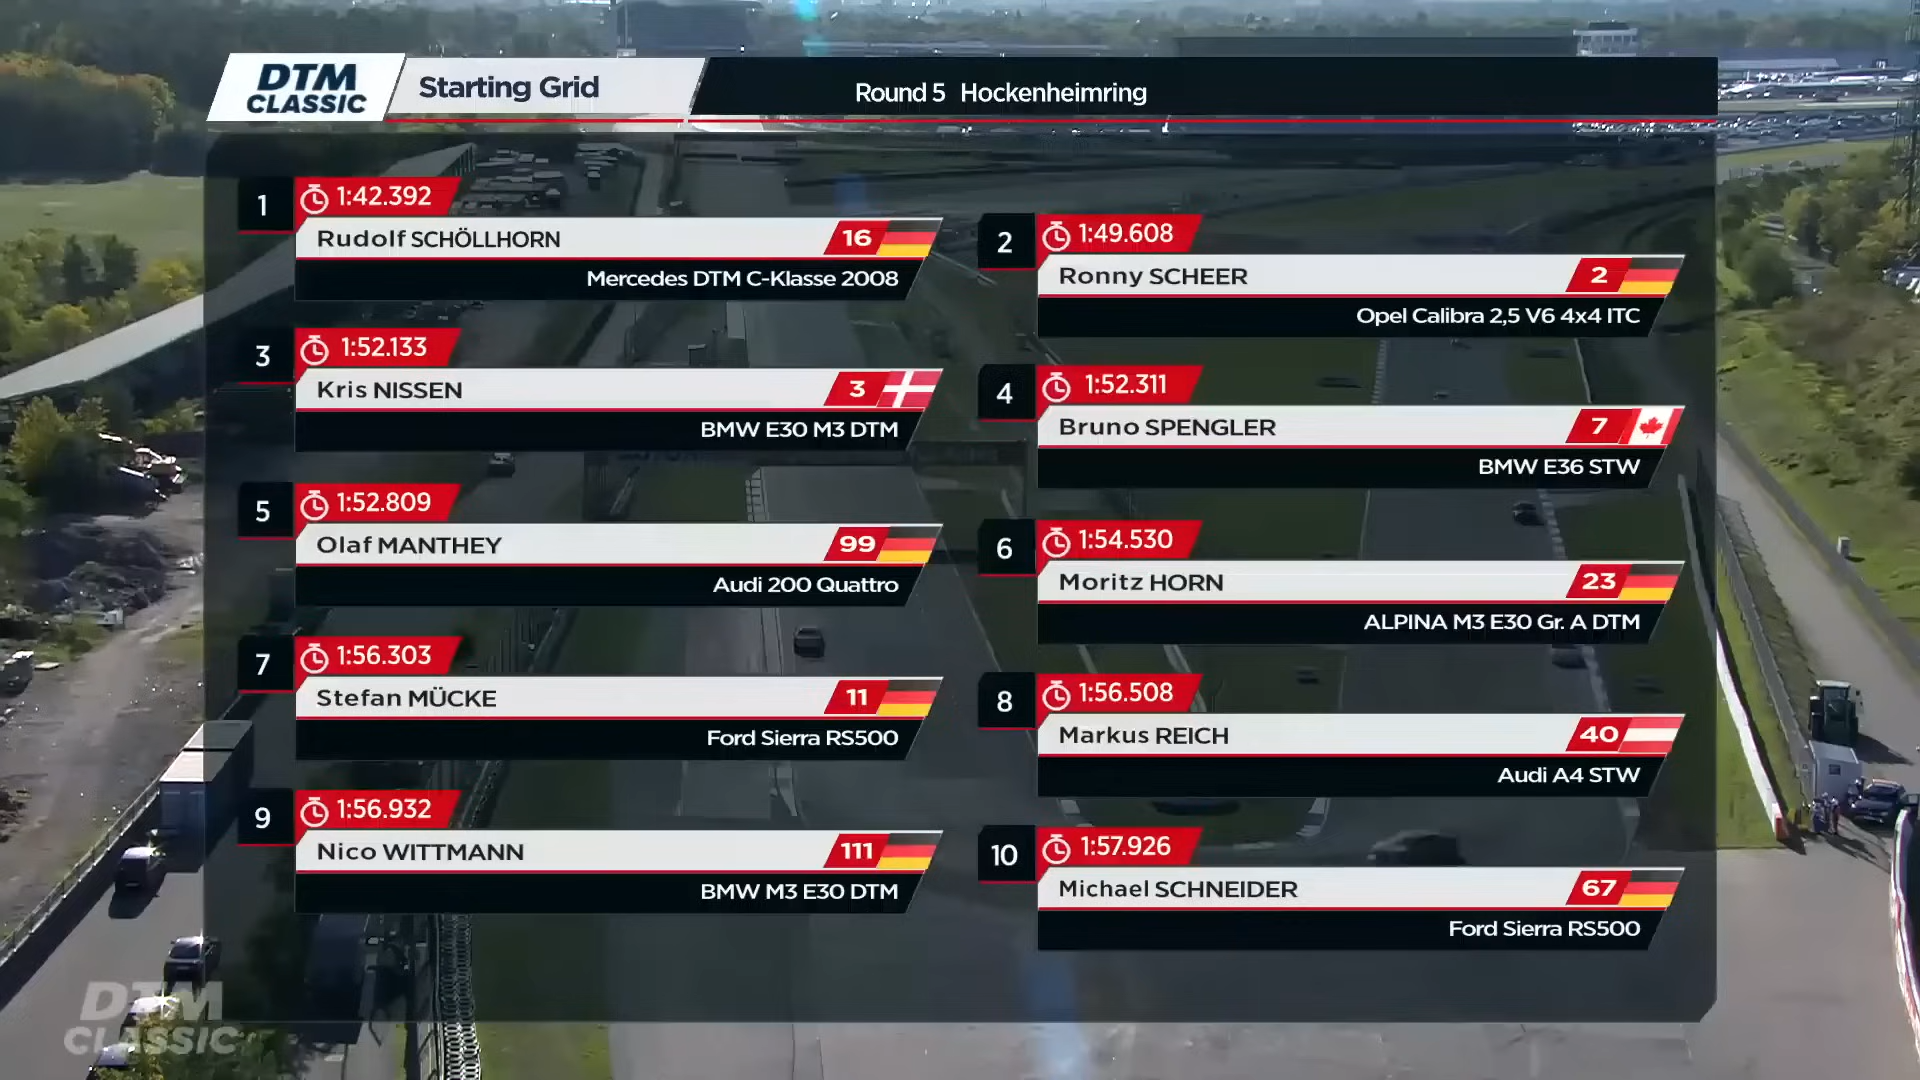 DTM
CLASSIC
Starting Grid
Round 5 Hockenheimring
1
1:42.392
Rudolf SCHÖLLHORN
16
Mercedes DTM C-Klasse 2008
2
1:49.608
Ronny SCHEER
2
Opel Calibra 2,5 V6 4x4 ITC
3
1:52.133
Kris NISSEN
3
BMW E30 M3 DTM
4
1:52.311
Bruno SPENGLER
7
BMW E36 STW
5
1:52.809
Olaf MANTHEY
99
Audi 200 Quattro
6
1:54.530
Moritz HORN
23
ALPINA M3 E30 Gr. A DTM
7
1:56.303
Stefan MÜCKE
11
Ford Sierra RS500
8
1:56.508
Markus REICH
40
Audi A4 STW
9
1:56.932
Nico WITTMANN
111
BMW M3 E30 DTM
10
1:57.926
Michael SCHNEIDER
67
Ford Sierra RS500
DTM
CLASSIC